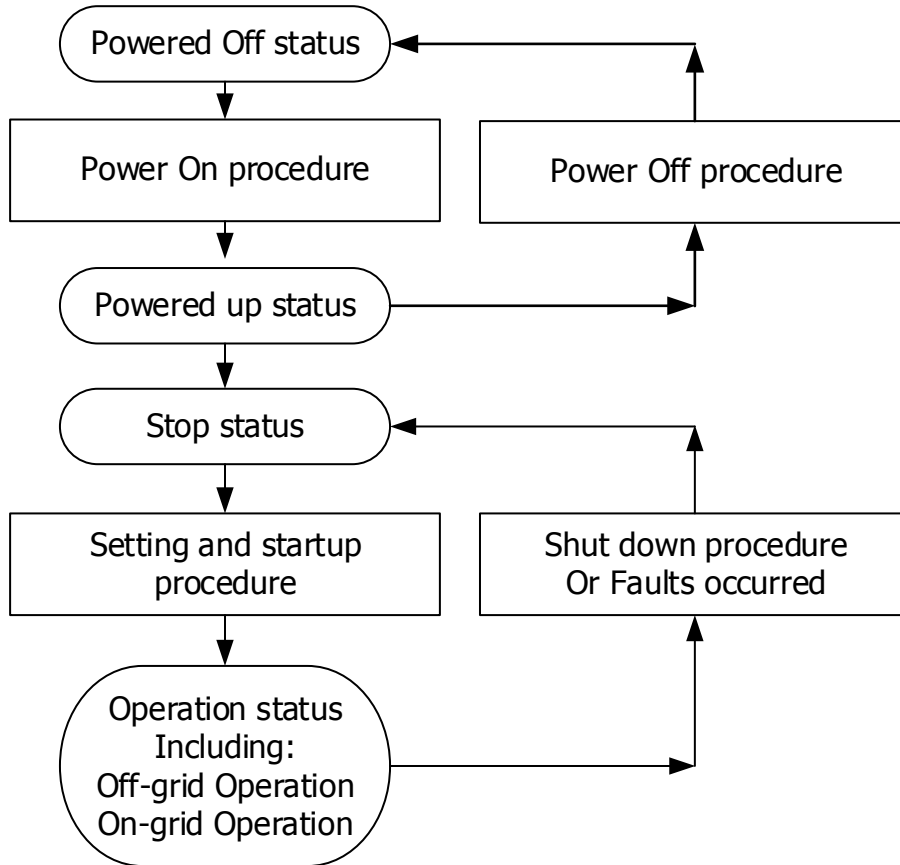 Powered Off status
Power On procedure
Power Off procedure
Powered up status
Stop status
Setting and startup
procedure
Shut down procedure
Or Faults occurred
Operation status
Including:
Off-grid Operation
On-grid Operation